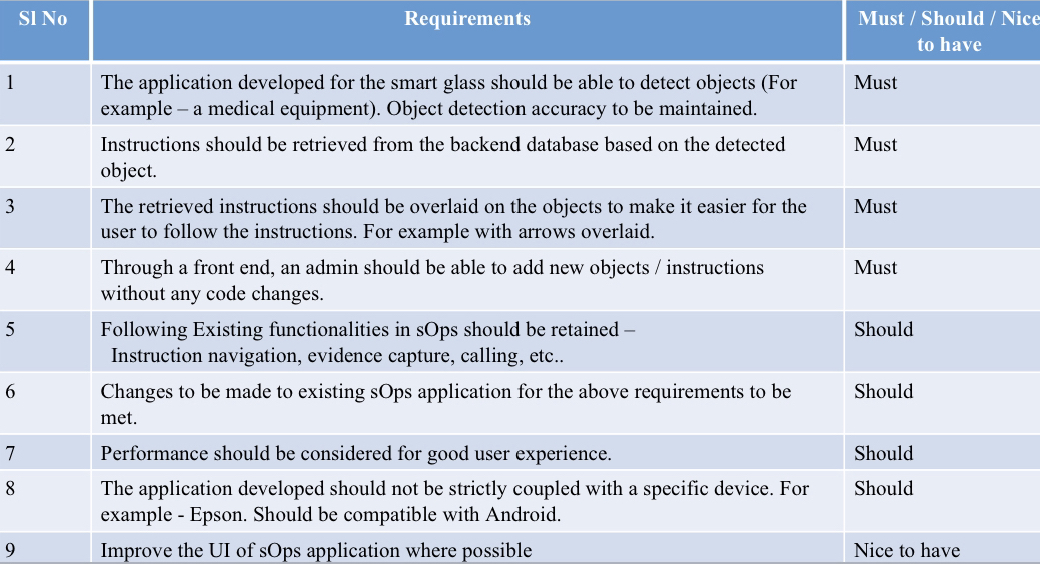 Sl No Requirements Must / Should / Nice
to have
1 The application developed for the smart glass should be able to detect objects (For Must
example – a medical equipment). Object detection accuracy to be maintained.
2 Instructions should be retrieved from the backend database based on the detected Must
object.
3 The retrieved instructions should be overlaid on the objects to make it easier for the Must
user to follow the instructions. For example with arrows overlaid.
4 Through a front end, an admin should be able to add new objects / instructions Must
without any code changes.
5 Following Existing functionalities in sOps should be retained – Should
Instruction navigation, evidence capture, calling, etc..
6 Changes to be made to existing sOps application for the above requirements to be Should
met.
7 Performance should be considered for good user experience. Should
8 The application developed should not be strictly coupled with a specific device. For Should
example - Epson. Should be compatible with Android.
9 Improve the UI of sOps application where possible Nice to have